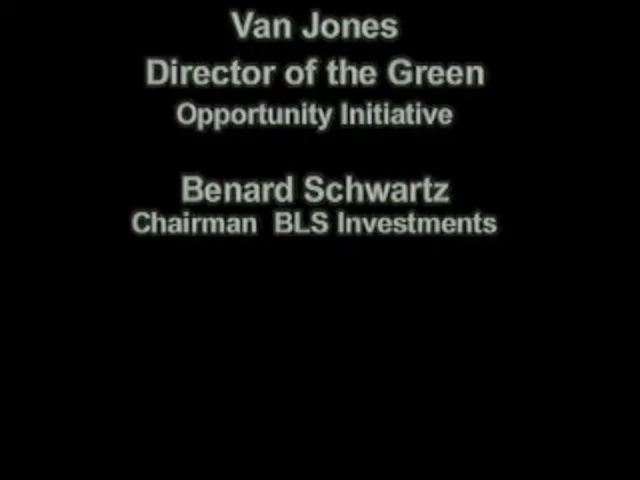 Van Jones
Director of the Green
Opportunity Initiative
Benard Schwartz
Chairman BLS Investments